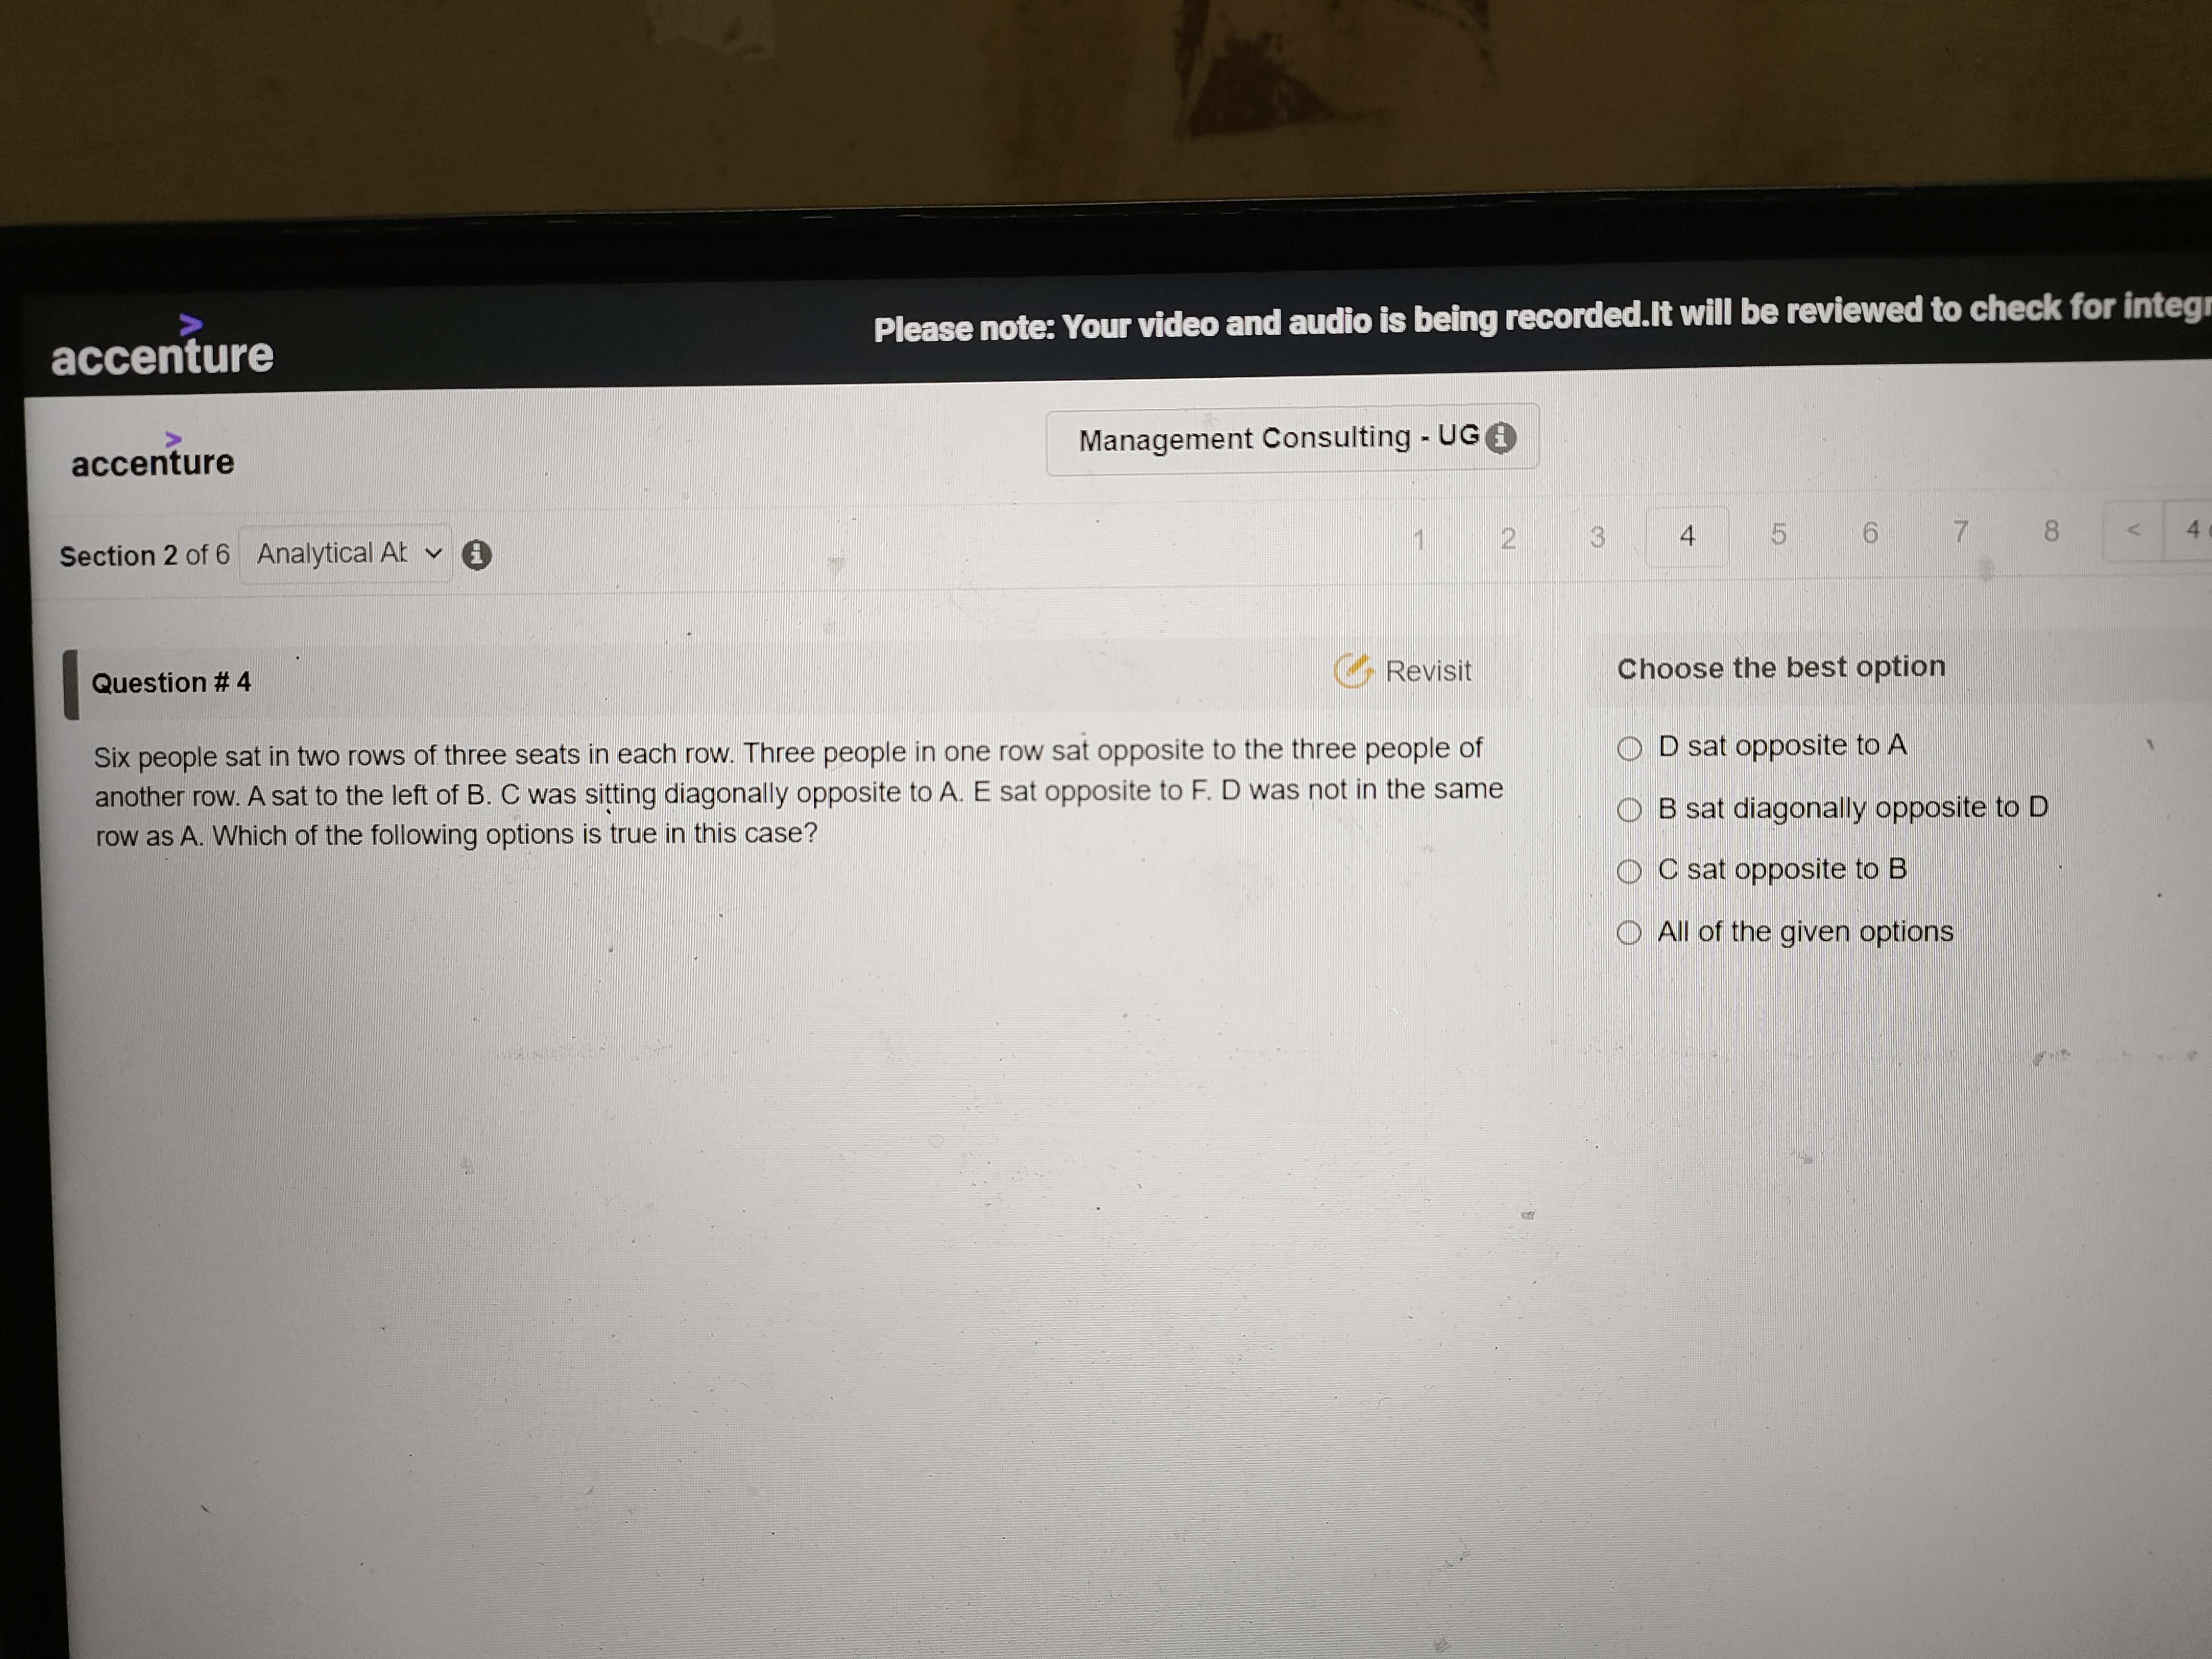 accenture
Please note: Your video and audio is being recorded.It will be reviewed to check for integr
accenture
Management Consulting - UG
Section 2 of 6 Analytical Ab
1 2 3 4 5 6 7 8 < 4
Question # 4
Revisit
Six people sat in two rows of three seats in each row. Three people in one row sat opposite to the three people of
another row. A sat to the left of B. C was sitting diagonally opposite to A. E sat opposite to F. D was not in the same
row as A. Which of the following options is true in this case?
Choose the best option
D sat opposite to A
B sat diagonally opposite to D
C sat opposite to B
All of the given options